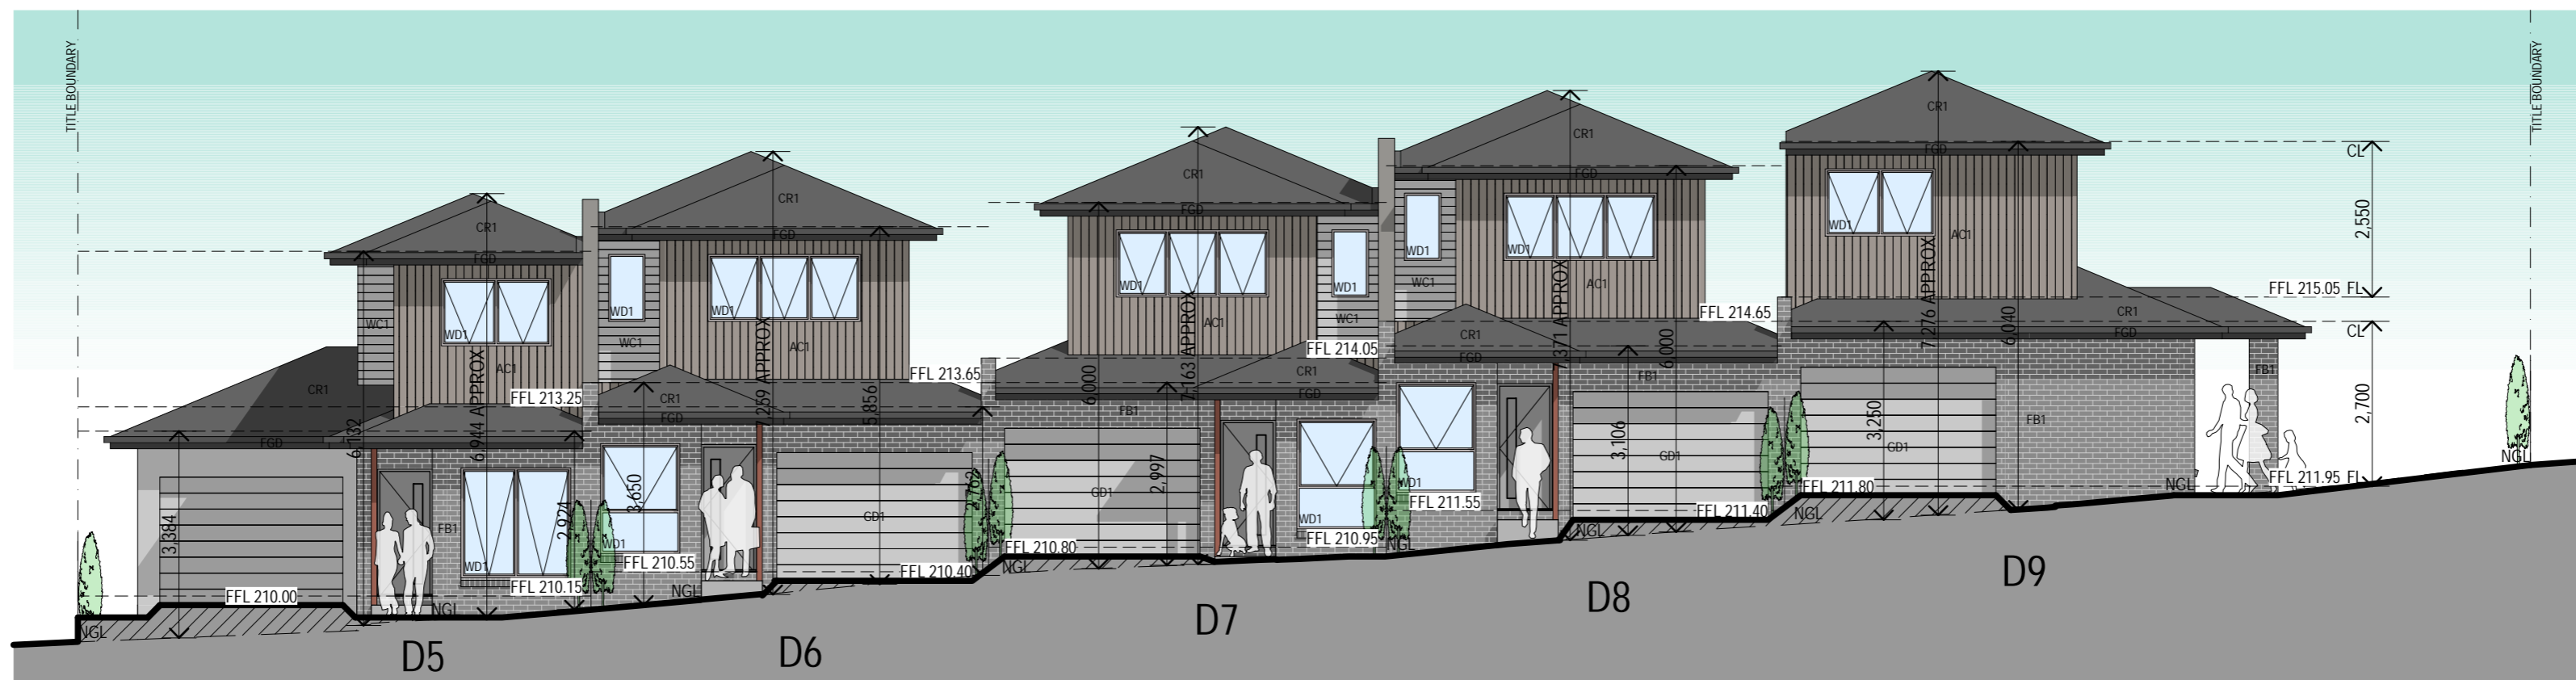 TITLE BOUNDARY
TITLE BOUNDARY
CR1
FGD
3,384
FFL 210.00
NGL
6,132
WC1
CR1
FGD
WD1
AC1
6,944 APPROX
FFL 213.25
FB1
WD1
2,924
FFL 210.15
NGL
D5
CR1
FGD
WD1
WD1
WC1
AC1
7,259 APPROX
5,856
CR1
FGD
3,650
WD1
FFL 210.55
NGL
GD1
FFL 213.65
FFL 210.40
D6
CR1
FGD
WD1
WD1
AC1
WC1
6,000
7,163 APPROX
FFL 214.05
CR1
FGD
FB1
GD1
2,997
WD1
FFL 210.80
NGL
FFL 210.95
NGL
D7
CR1
FGD
WD1
WD1
WC1
AC1
7,371 APPROX
6,000
FFL 214.65
CR1
FGD
FB1
3,106
GD1
WD1
FFL 211.55
FFL 211.40
NGL
D8
CR1
FGD
WD1
AC1
7,276 APPROX
6,040
CR1
FGD
3,250
GD1
FB1
FB1
FFL 211.80
NGL
NGL
D9
CL
2,550
FFL 215.05 FL
CL
2,700
FFL 211.95 FL
NGL